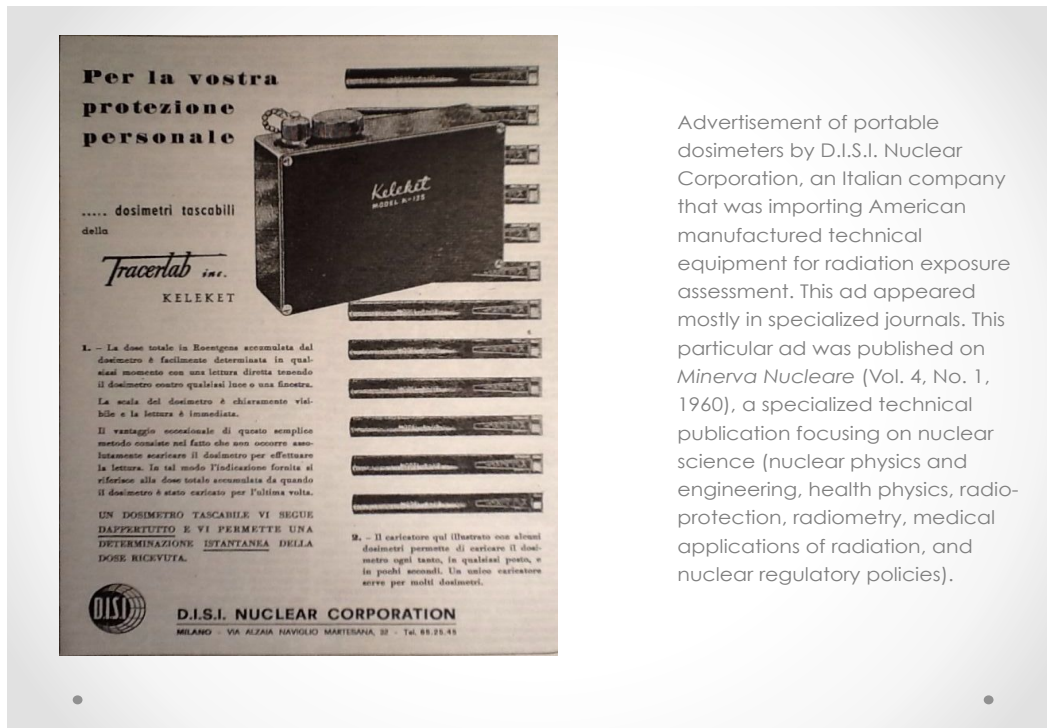 Per la vostra
protezione
personale
..... dosimetri tascabili
della
Tracerlab inc.
KELEKET
Keleket
MODEL K-135
1. – La dose totale in Roentgens accumulata dal
dosimetro è facilmente determinata in qual-
siasi momento con una lettura diretta tenendo
il dosimetro contro qualsiasi luce o una finestra.
La scala del dosimetro è chiaramente visi-
bile e la lettura è immediata.
Il vantaggio eccezionale di questo semplice
metodo consiste nel fatto che non occorre asso-
lutamente scaricare il dosimetro per effettuare
la lettura. In tal modo l'indicazione fornita si
riferisce alla dose totale accumulata da quando
il dosimetro è stato caricato per l'ultima volta.
UN DOSIMETRO TASCABILE VI SEGUE
DAPPERTUTTO E VI PERMETTE UNA
DETERMINAZIONE ISTANTANEA DELLA
DOSE RICEVUTA.
2. – Il caricatore qui illustrato con alcuni
dosimetri permette di caricare il dosi-
metro ogni tanto, in qualsiasi posto, e
in pochi secondi. Un unico caricatore
serve per molti dosimetri.
DISI
D.I.S.I. NUCLEAR CORPORATION
MILANO - VIA ALZAIA NAVIGLIO MARTESANA, - Tel.
Advertisement of portable
dosimeters by D.I.S.I. Nuclear
Corporation, an Italian company
that was importing American
manufactured technical
equipment for radiation exposure
assessment. This ad appeared
mostly in specialized journals. This
particular ad was published on
Minerva Nucleare (Vol. 4, No. 1,
1960), a specialized technical
publication focusing on nuclear
science (nuclear physics and
engineering, health physics, radio-
protection, radiometry, medical
applications of radiation, and
nuclear regulatory policies).